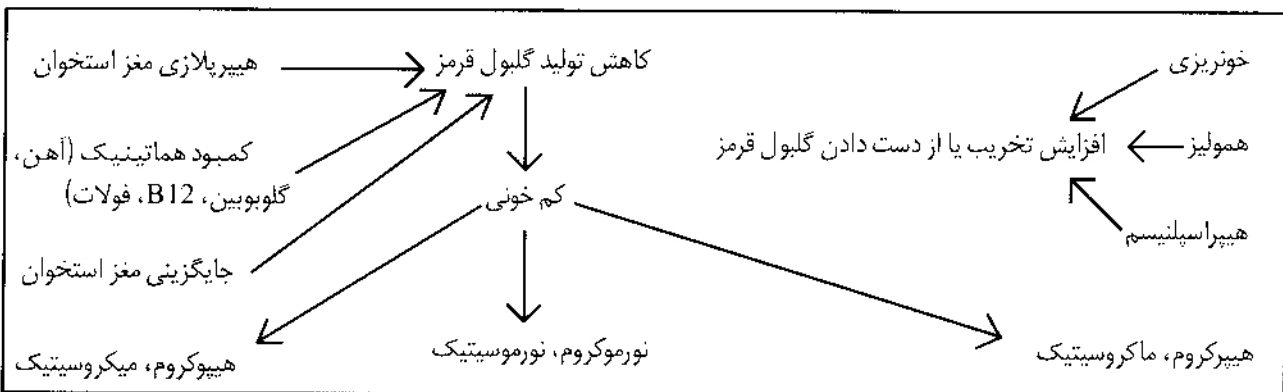 خونریزی
کاهش تولید گلبول قرمز
هیپرپلازی مغز استخوان
همولیز
افزایش تخریب یا از دست دادن گلبول قرمز
کمبود هماتینیک (آهن،
گلوبوبین، B12، فولات)
کم خونی
هیپراسپلنیسم
جایگزینی مغز استخوان
هیپرکروم، ماکروسیتیک
نورموکروم، نورموسیتیک
هیپوکروم، میکروسیتیک